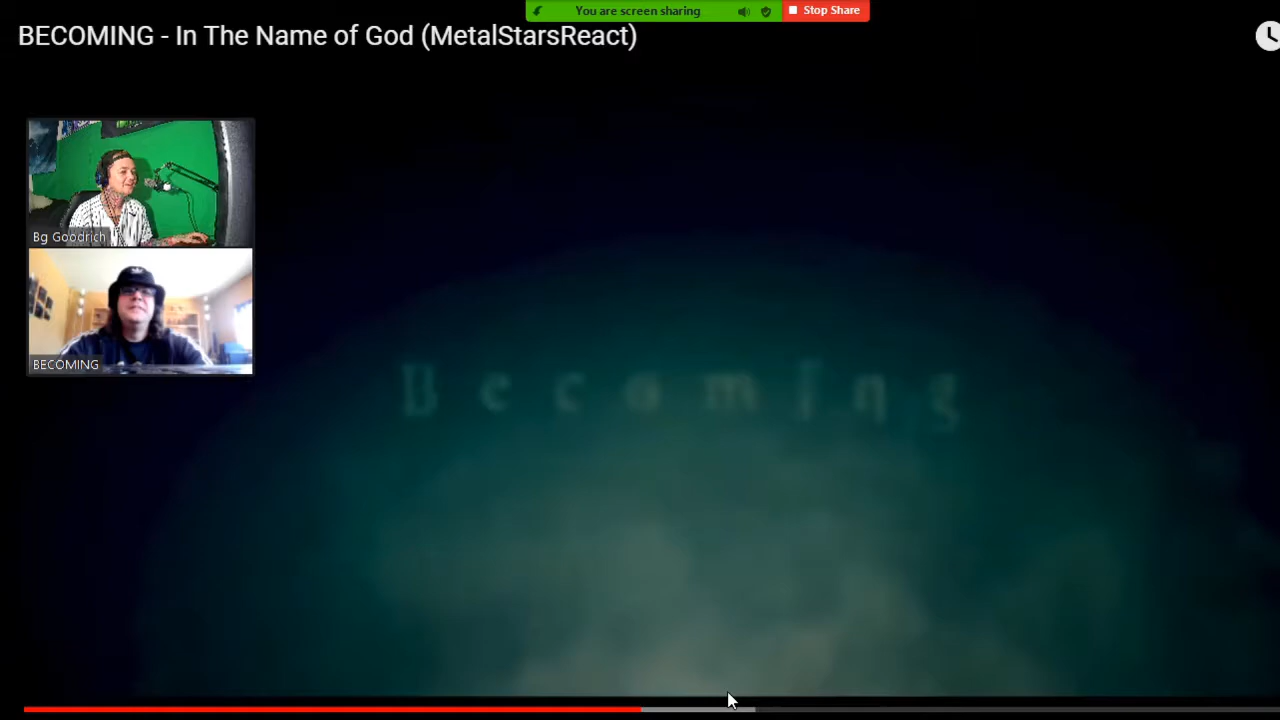 You are screen sharing
Stop Share
BECOMING - In The Name of God (MetalStarsReact)
Bg Goodrich
BECOMING
Becoming